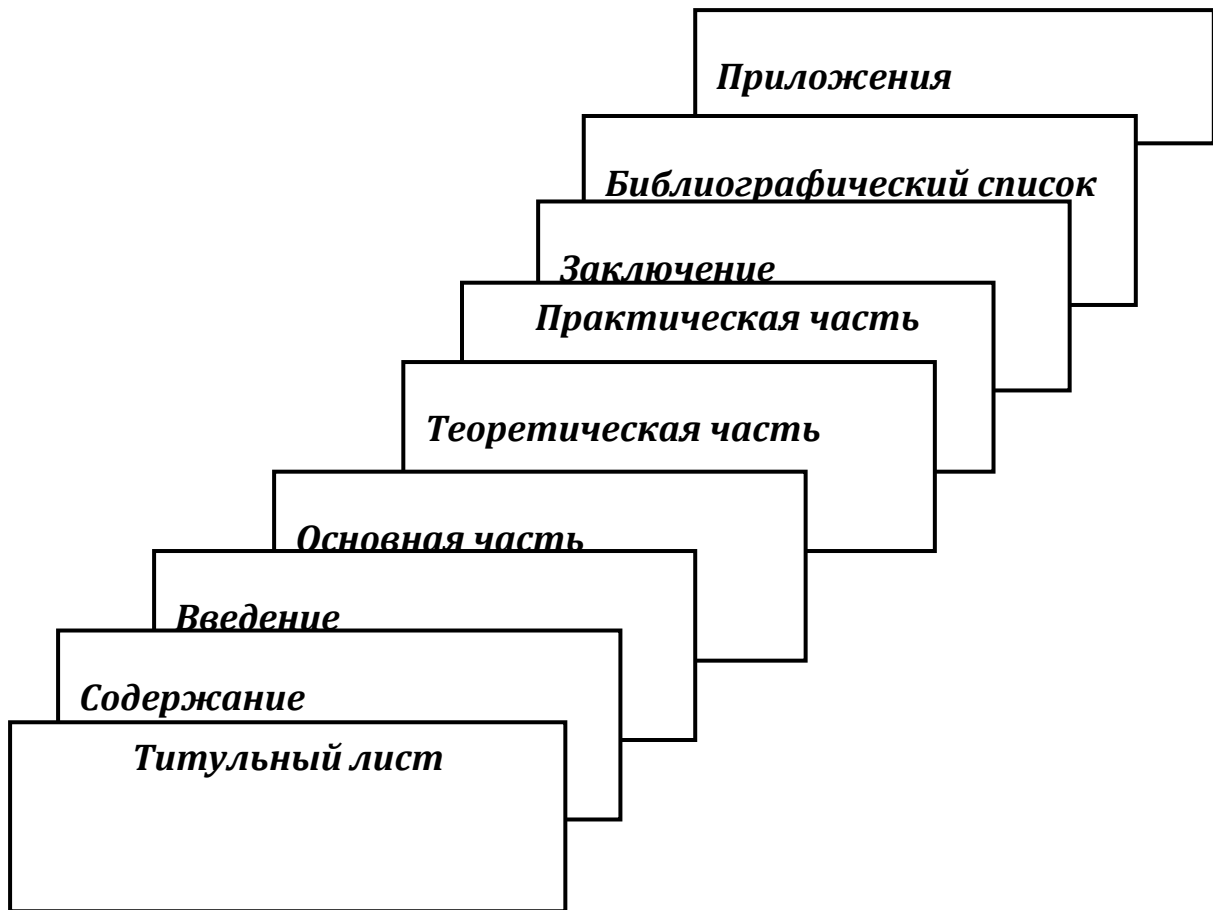 Приложения
Библиографический список
Заключение
Практическая часть
Теоретическая часть
Основная часть
Введение
Содержание
Титульный лист